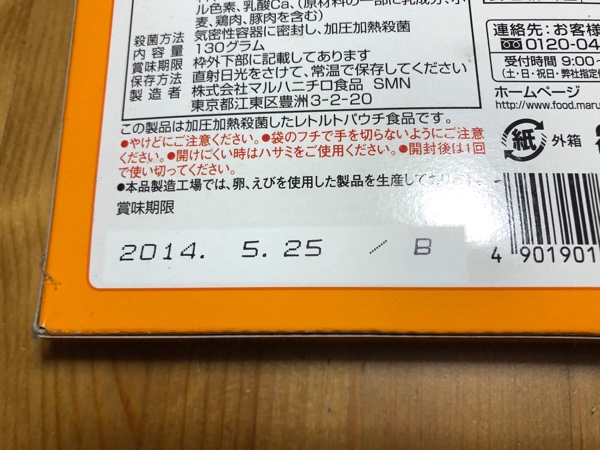 ル色素、乳酸Ca、(原材料の一部に乳成分、小
麦、鶏肉、豚肉を含む)
殺菌方法 気密性容器に密封し、加圧加熱殺菌
内容量 130グラム
賞味期限 枠外下部に記載してあります
保存方法 直射日光をさけて、常温で保存してください
製造者 株式会社マルハニチロ食品 SMN
東京都江東区豊洲3-2-20
この製品は加圧加熱殺菌したレトルトパウチ食品です。
●やけどにご注意ください。●袋のフチで手を切らないようにご注意
ください。●開けにくい時はハサミをご使用ください。●開封後は1回
で使い切ってください。
●本品製造工場では、卵、えびを使用した製品を生産しております。
賞味期限
2014. 5.25 / B
連絡先:お客様
0120-04
受付時間 9:00~
(土・日・祝日・弊社指定
ホームページ
http://www.food.maru
紙 外箱
4 901901